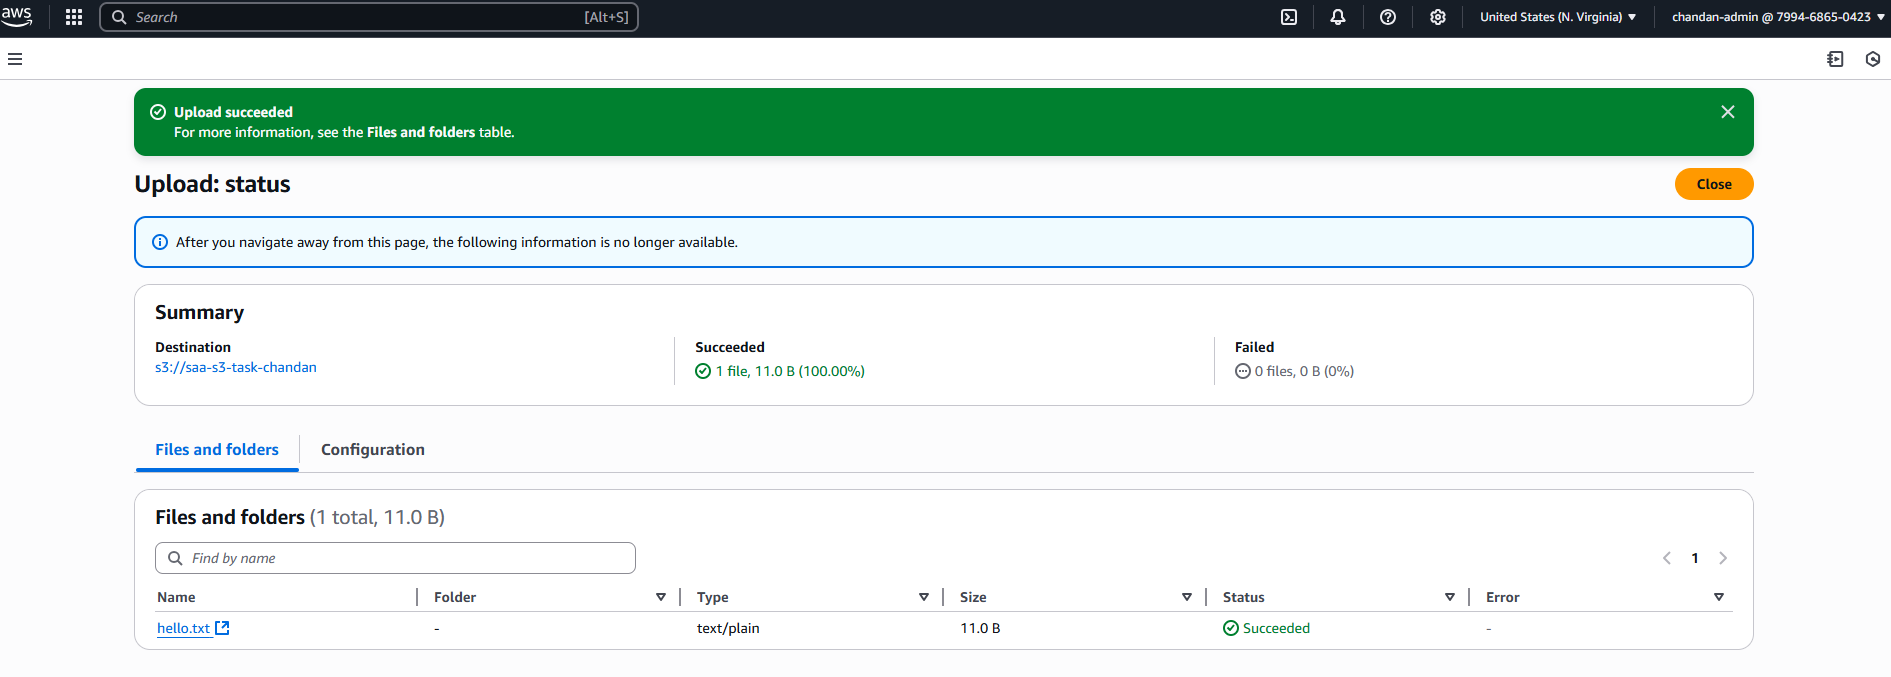 aws Search [Alt+S] United States (N. Virginia) chandan-admin @ 7994-6865-0423
Upload succeeded
For more information, see the Files and folders table.
Upload: status Close
After you navigate away from this page, the following information is no longer available.
Summary
Destination Succeeded Failed
s3://saa-s3-task-chandan 1 file, 11.0 B (100.00%) 0 files, 0 B (0%)
Files and folders Configuration
Files and folders (1 total, 11.0 B)
Find by name 1
Name Folder Type Size Status Error
hello.txt - text/plain 11.0 B Succeeded -